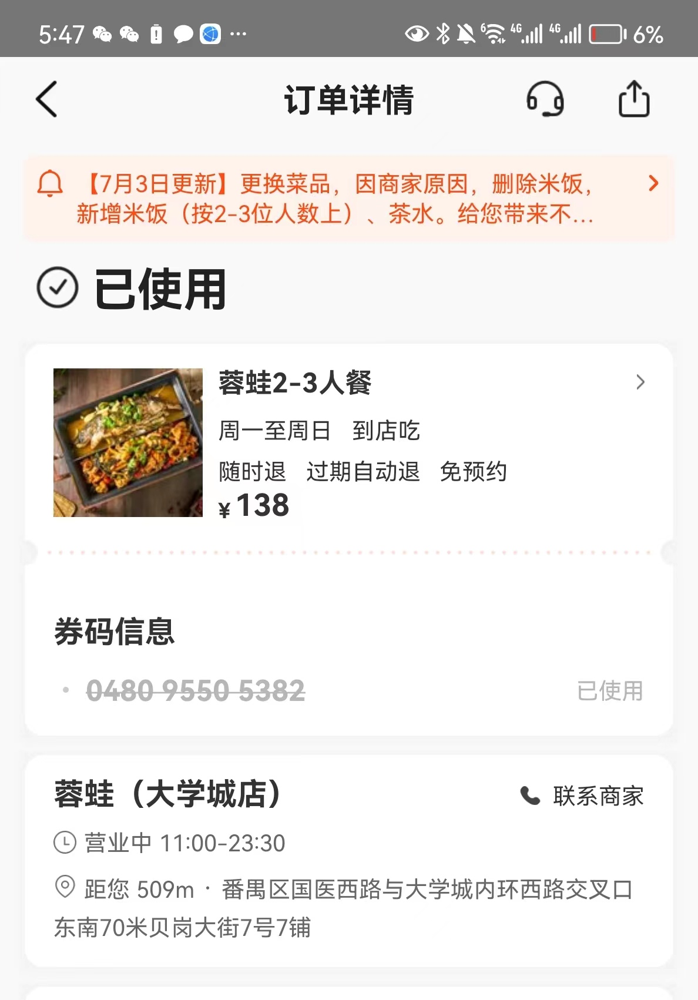 5:47
6 4G 4G 6%
订单详情
【7月3日更新】更换菜品，因商家原因，删除米饭，
新增米饭（按2-3位人数上）、茶水。给您带来不...
已使用
蓉蛙2-3人餐
周一至周日 到店吃
随时退 过期自动退 免预约
¥138
券码信息
0480 9550 5382 已使用
蓉蛙（大学城店） 联系商家
营业中 11:00-23:30
距您 509m · 番禺区国医西路与大学城内环西路交叉口
东南70米贝岗大街7号7铺